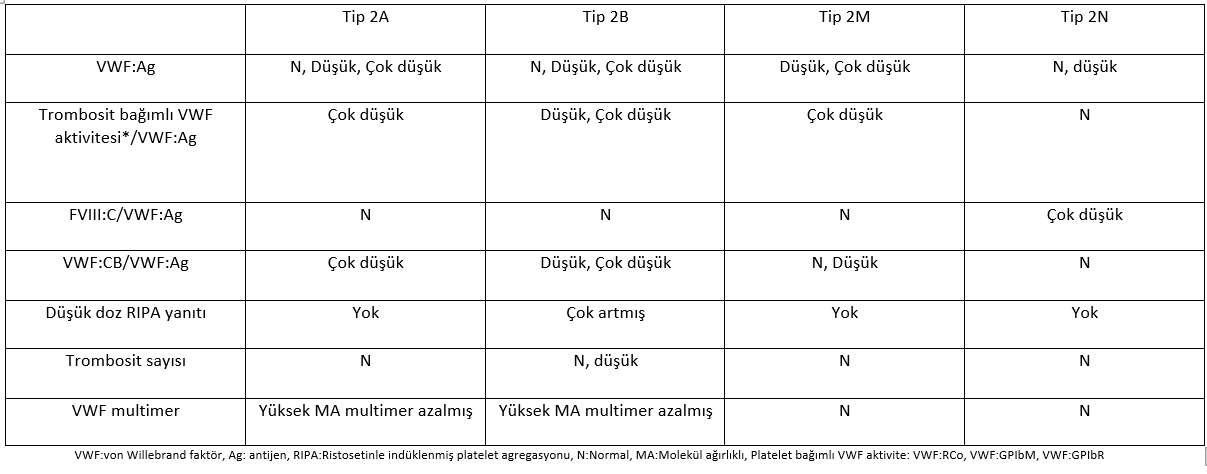 Tip 2A Tip 2B Tip 2M Tip 2N
VWF:Ag N, Düşük, Çok düşük N, Düşük, Çok düşük Düşük, Çok düşük N, düşük
Trombosit bağımlı VWF Çok düşük Düşük, Çok düşük Çok düşük N
aktivitesi*/VWF:Ag
FVIII:C/VWF:Ag N N N Çok düşük
VWF:CB/VWF:Ag Çok düşük Düşük, Çok düşük N, Düşük N
Düşük doz RIPA yanıtı Yok Çok artmış Yok Yok
Trombosit sayısı N N, düşük N N
VWF multimer Yüksek MA multimer azalmış Yüksek MA multimer azalmış N N
VWF:von Willebrand faktör, Ag: antijen, RIPA:Ristosetinle indüklenmiş platelet agregasyonu, N:Normal, MA:Molekül ağırlıklı, Platelet bağımlı VWF aktivite: VWF:RCo, VWF:GPIbM, VWF:GPIbR